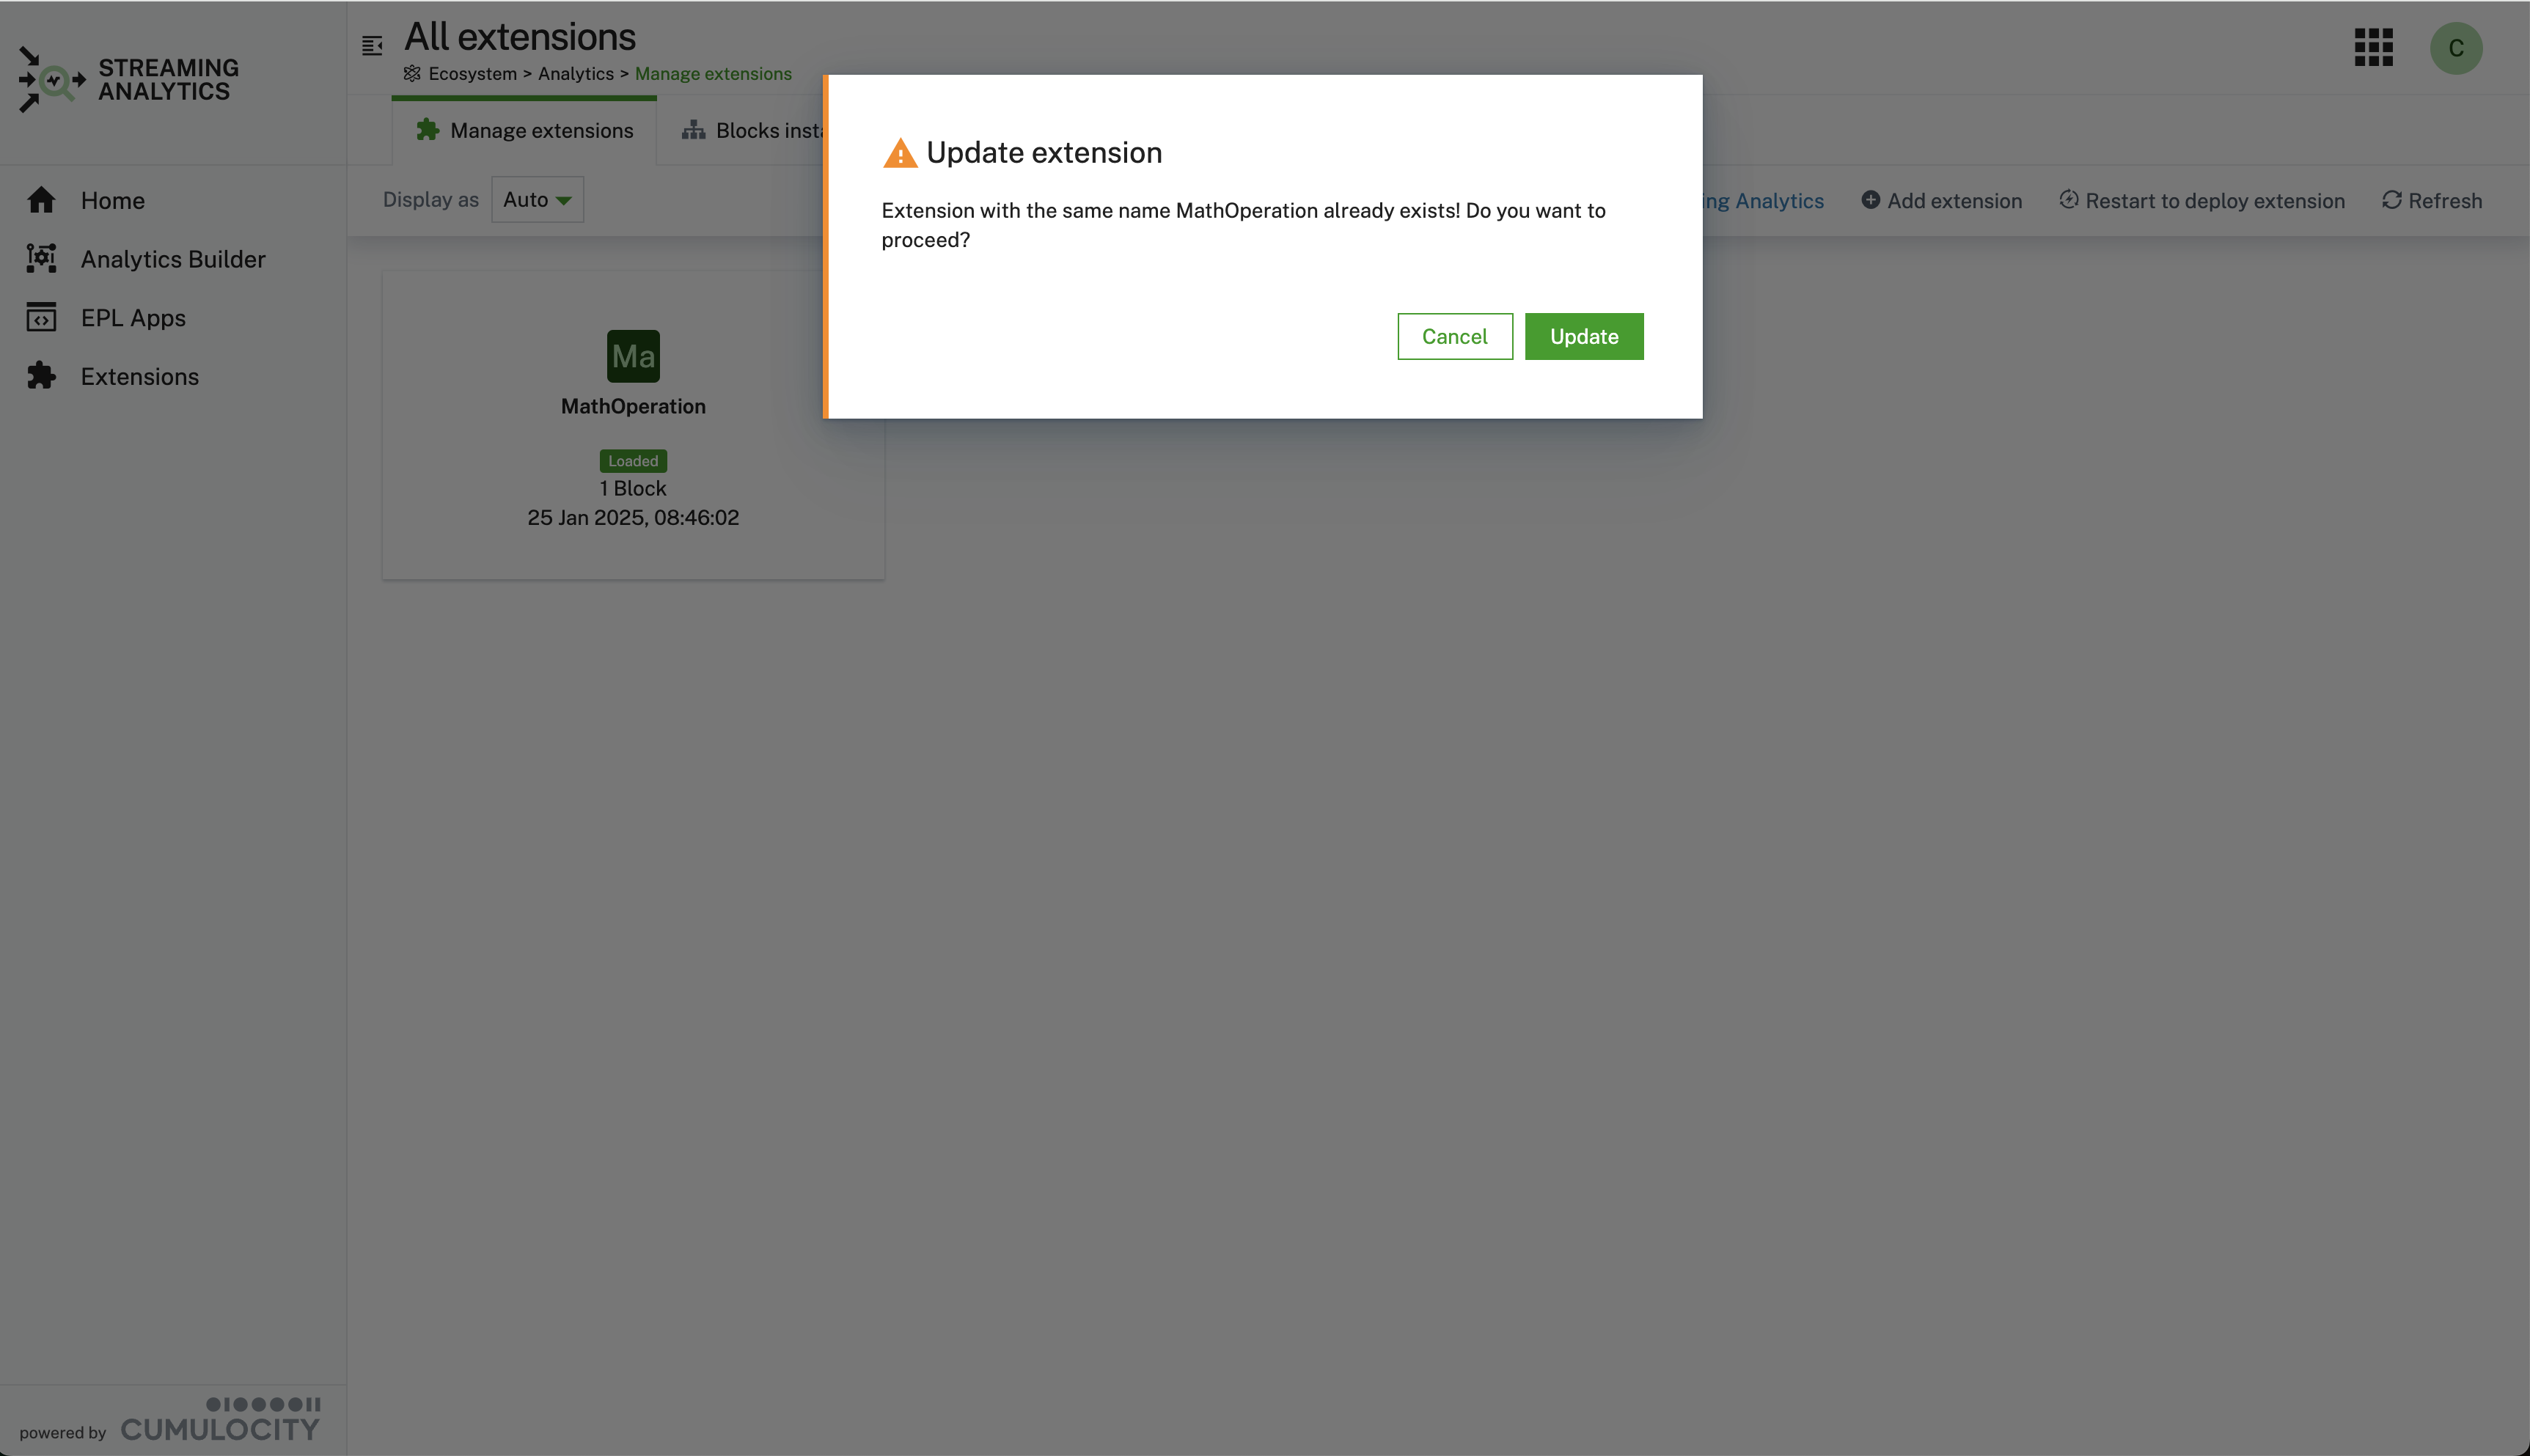 STREAMING
ANALYTICS
Home
Analytics Builder
EPL Apps
Extensions
powered by CUMULOCITY
All extensions
Ecosystem > Analytics > Manage extensions
Manage extensions
Blocks insta
Display as Auto
ing Analytics Add extension Restart to deploy extension Refresh
C
Ma
MathOperation
Loaded
1 Block
25 Jan 2025, 08:46:02
Update extension
Extension with the same name MathOperation already exists! Do you want to
proceed?
Cancel Update